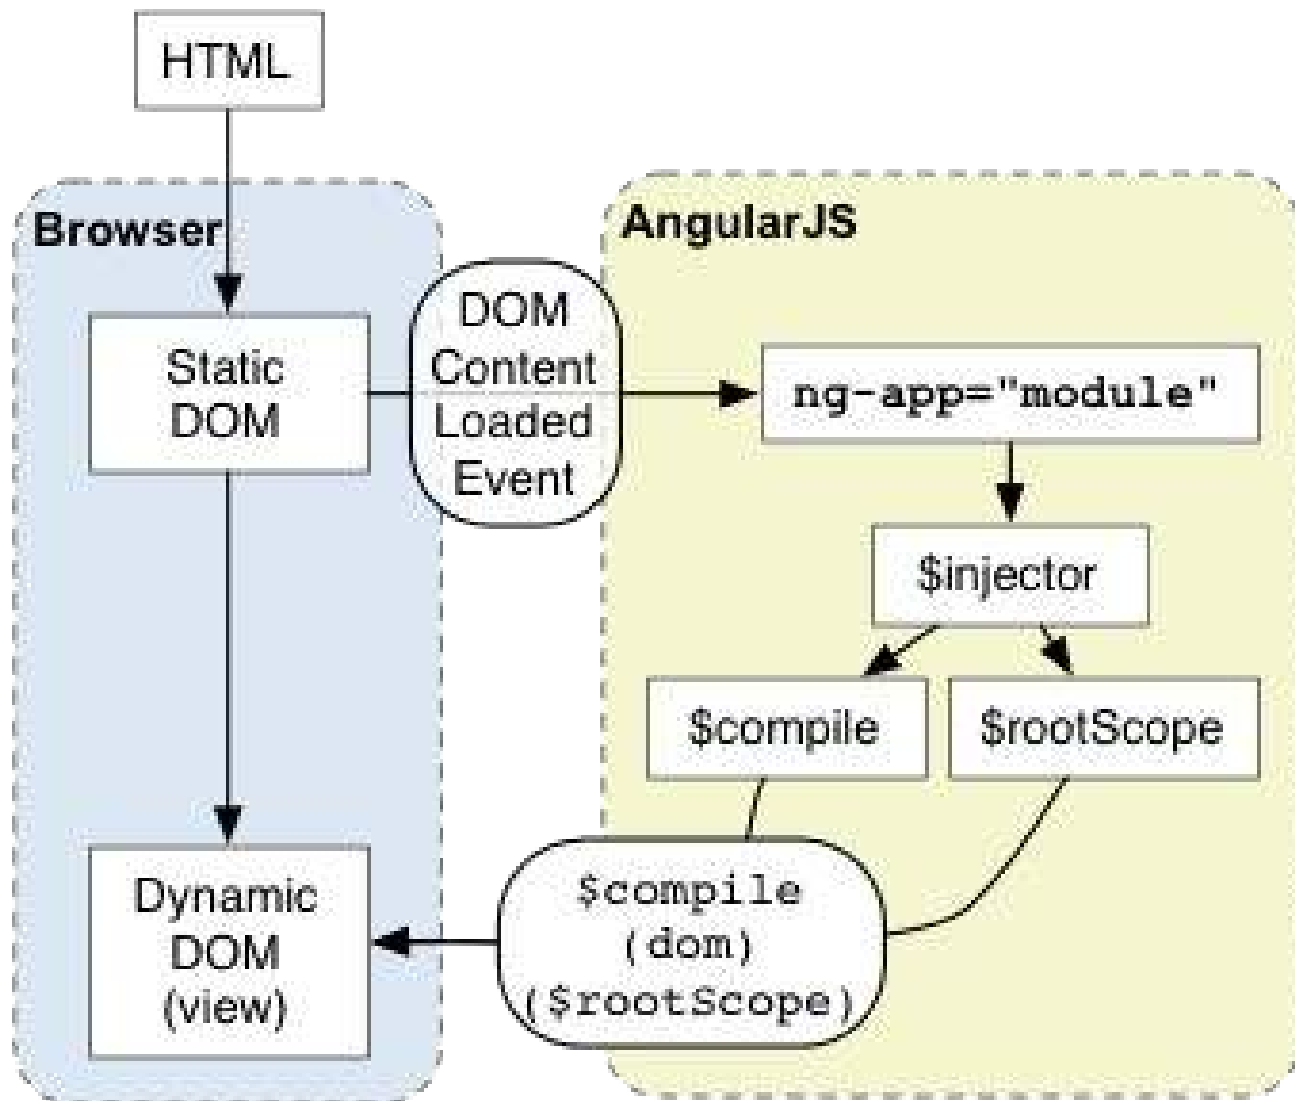 HTML
Browser
AngularJS
Static
DOM
DOM
Content
Loaded
Event
ng-app="module"
$injector
$compile
$rootScope
$compile
(dom)
($rootScope)
Dynamic
DOM
(view)